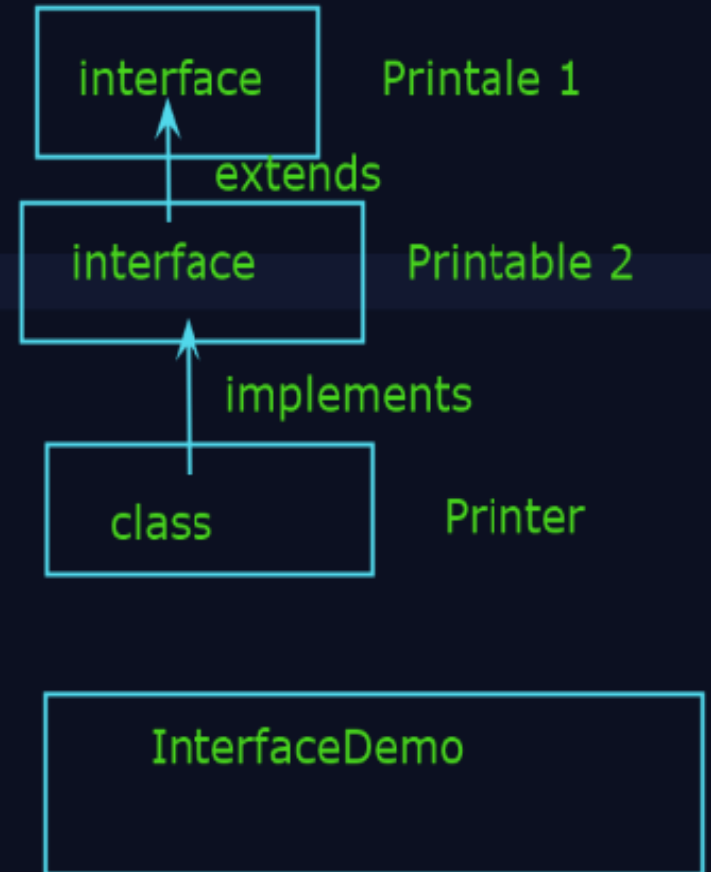 interface Printale 1
extends
interface Printable 2
implements
class Printer
InterfaceDemo